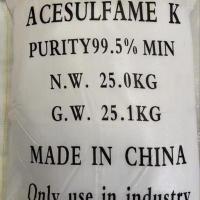 ACESULFAME K
PURITY99.5% MIN
N.W. 25.0KG
G.W. 25.1KG
MADE IN CHINA
Only use in industry